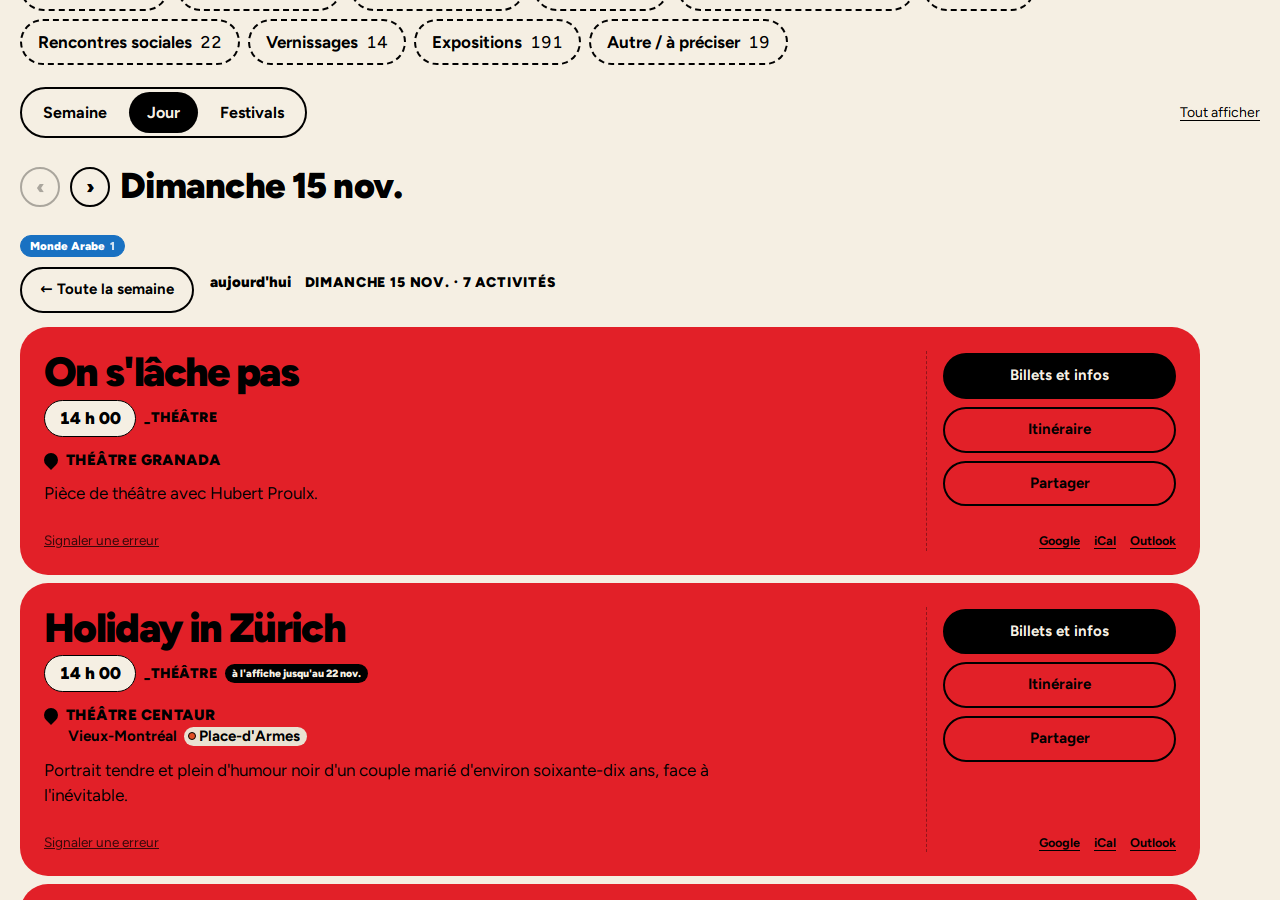 Rencontres sociales 22 Vernissages 14 Expositions 191 Autre / à préciser 19
Semaine Jour Festivals Tout afficher
‹ › Dimanche 15 nov.
Monde Arabe 1
← Toute la semaine aujourd'hui DIMANCHE 15 NOV. · 7 ACTIVITÉS
On s'lâche pas
14 h 00 _THÉÂTRE
THÉÂTRE GRANADA
Pièce de théâtre avec Hubert Proulx.
Signaler une erreur
Billets et infos
Itinéraire
Partager
Google iCal Outlook
Holiday in Zürich
14 h 00 _THÉÂTRE à l'affiche jusqu'au 22 nov.
THÉÂTRE CENTAUR
Vieux-Montréal Place-d'Armes
Portrait tendre et plein d'humour noir d'un couple marié d'environ soixante-dix ans, face à
l'inévitable.
Signaler une erreur
Billets et infos
Itinéraire
Partager
Google iCal Outlook